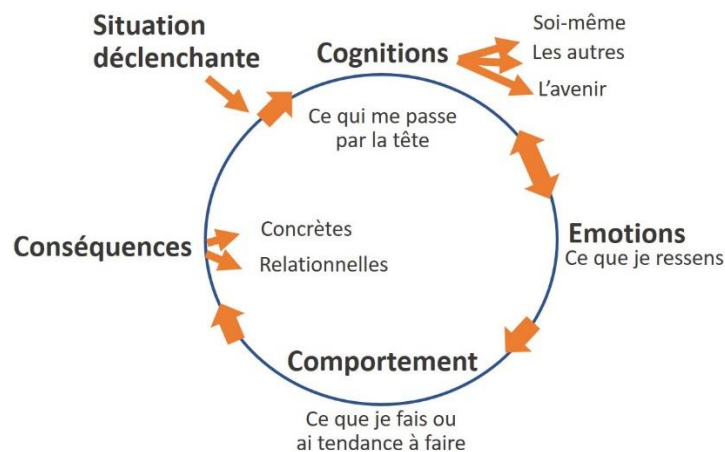 Situation
déclenchante
Cognitions
Soi-même
Les autres
L'avenir
Ce qui me passe
par la tête
Emotions
Ce que je ressens
Comportement
Ce que je fais ou
ai tendance à faire
Conséquences
Concrètes
Relationnelles